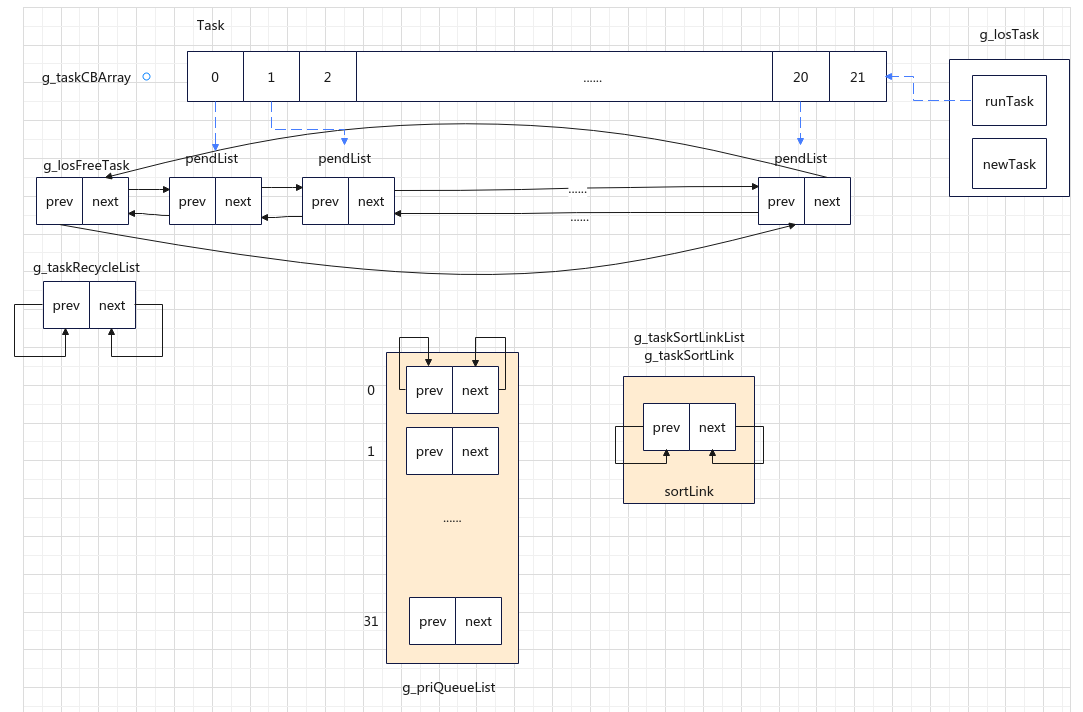 Task
g_losTask
g_taskCBArray
0 1 2 ...... 20 21
runTask
newTask
g_losFreeTask
pendList pendList pendList
prev next prev next prev next ...... prev next
......
g_taskRecycleList
prev next
g_taskSortLinkList
g_taskSortLink
0 prev next
prev next
1 prev next
sortLink
......
31 prev next
g_priQueueList